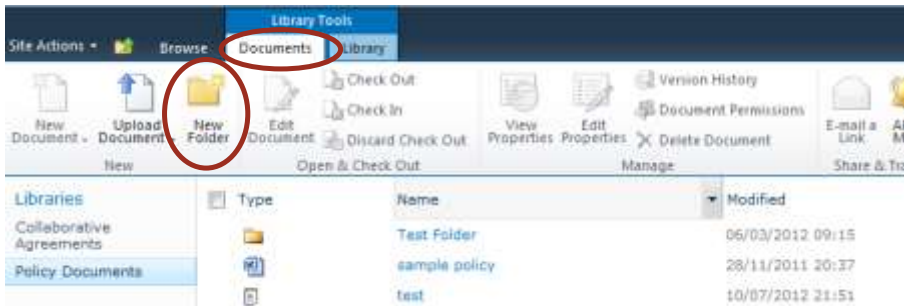 Library Tools
Site Actions Browse Documents Library
New Document Upload Document New Folder Edit Document
Check Out
Check In
Discard Check Out
View Properties Edit Properties
Version History
Document Permissions
Delete Document
E-mail a Link
New Open & Check Out Manage Share &
Libraries
Collaborative
Agreements
Policy Documents
Type Name Modified
Test Folder 06/03/2012 09:15
sample policy 28/11/2011 20:37
test 10/07/2012 21:51